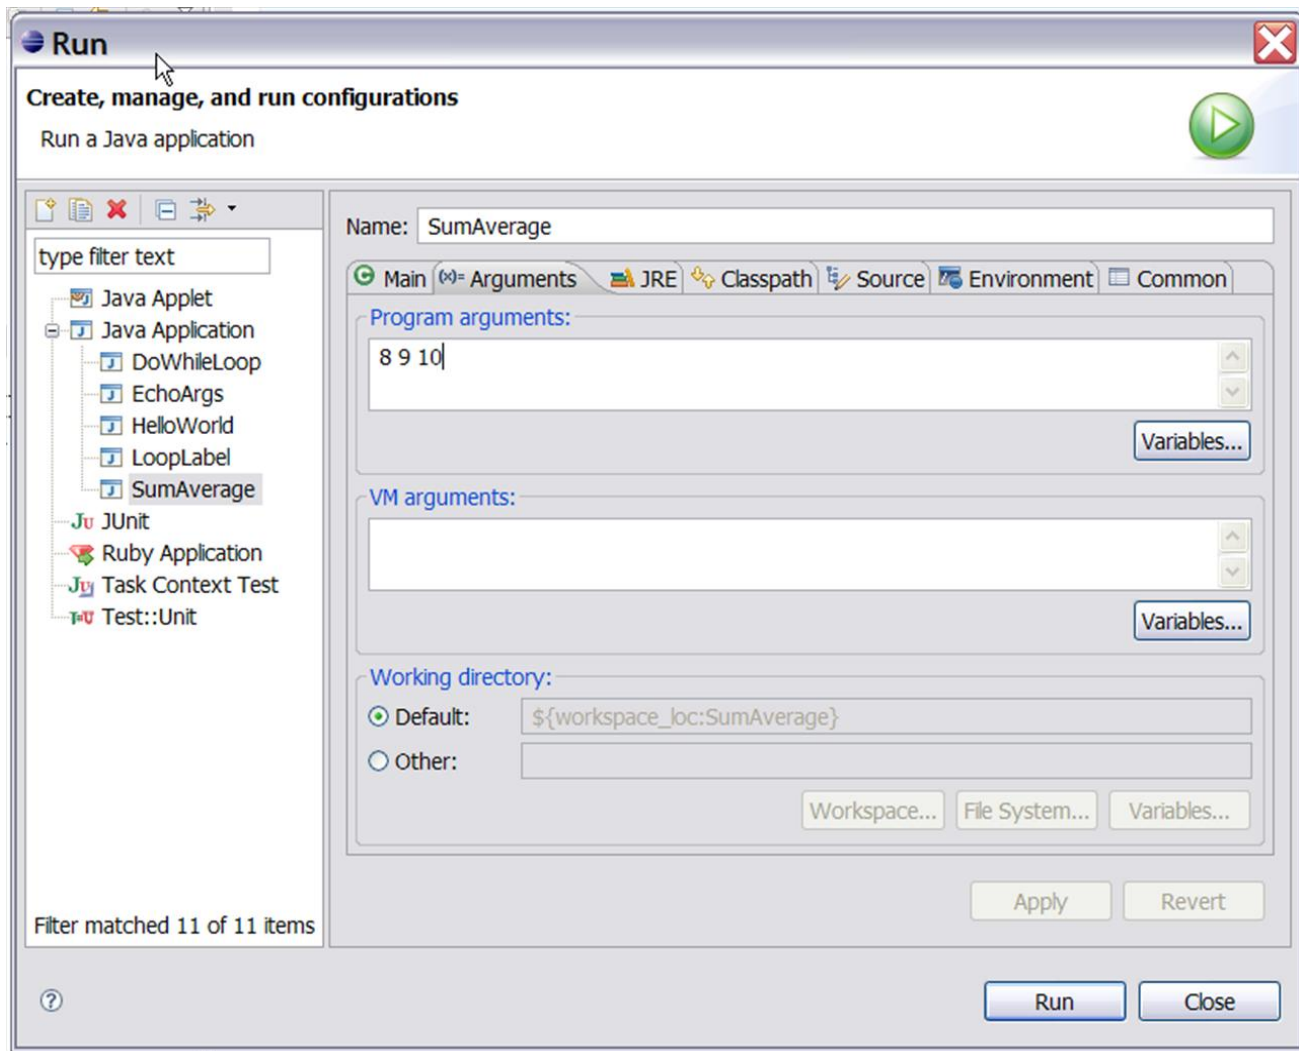 Run
Create, manage, and run configurations
Run a Java application
type filter text
Java Applet
Java Application
DoWhileLoop
EchoArgs
HelloWorld
LoopLabel
SumAverage
JUnit
Ruby Application
Task Context Test
Test::Unit
Filter matched 11 of 11 items
Name: SumAverage
Main (x)= Arguments JRE Classpath Source Environment Common
Program arguments:
8 9 10
Variables...
VM arguments:
Variables...
Working directory:
Default: ${workspace_loc:SumAverage}
Other:
Workspace... File System... Variables...
Apply Revert
Run Close